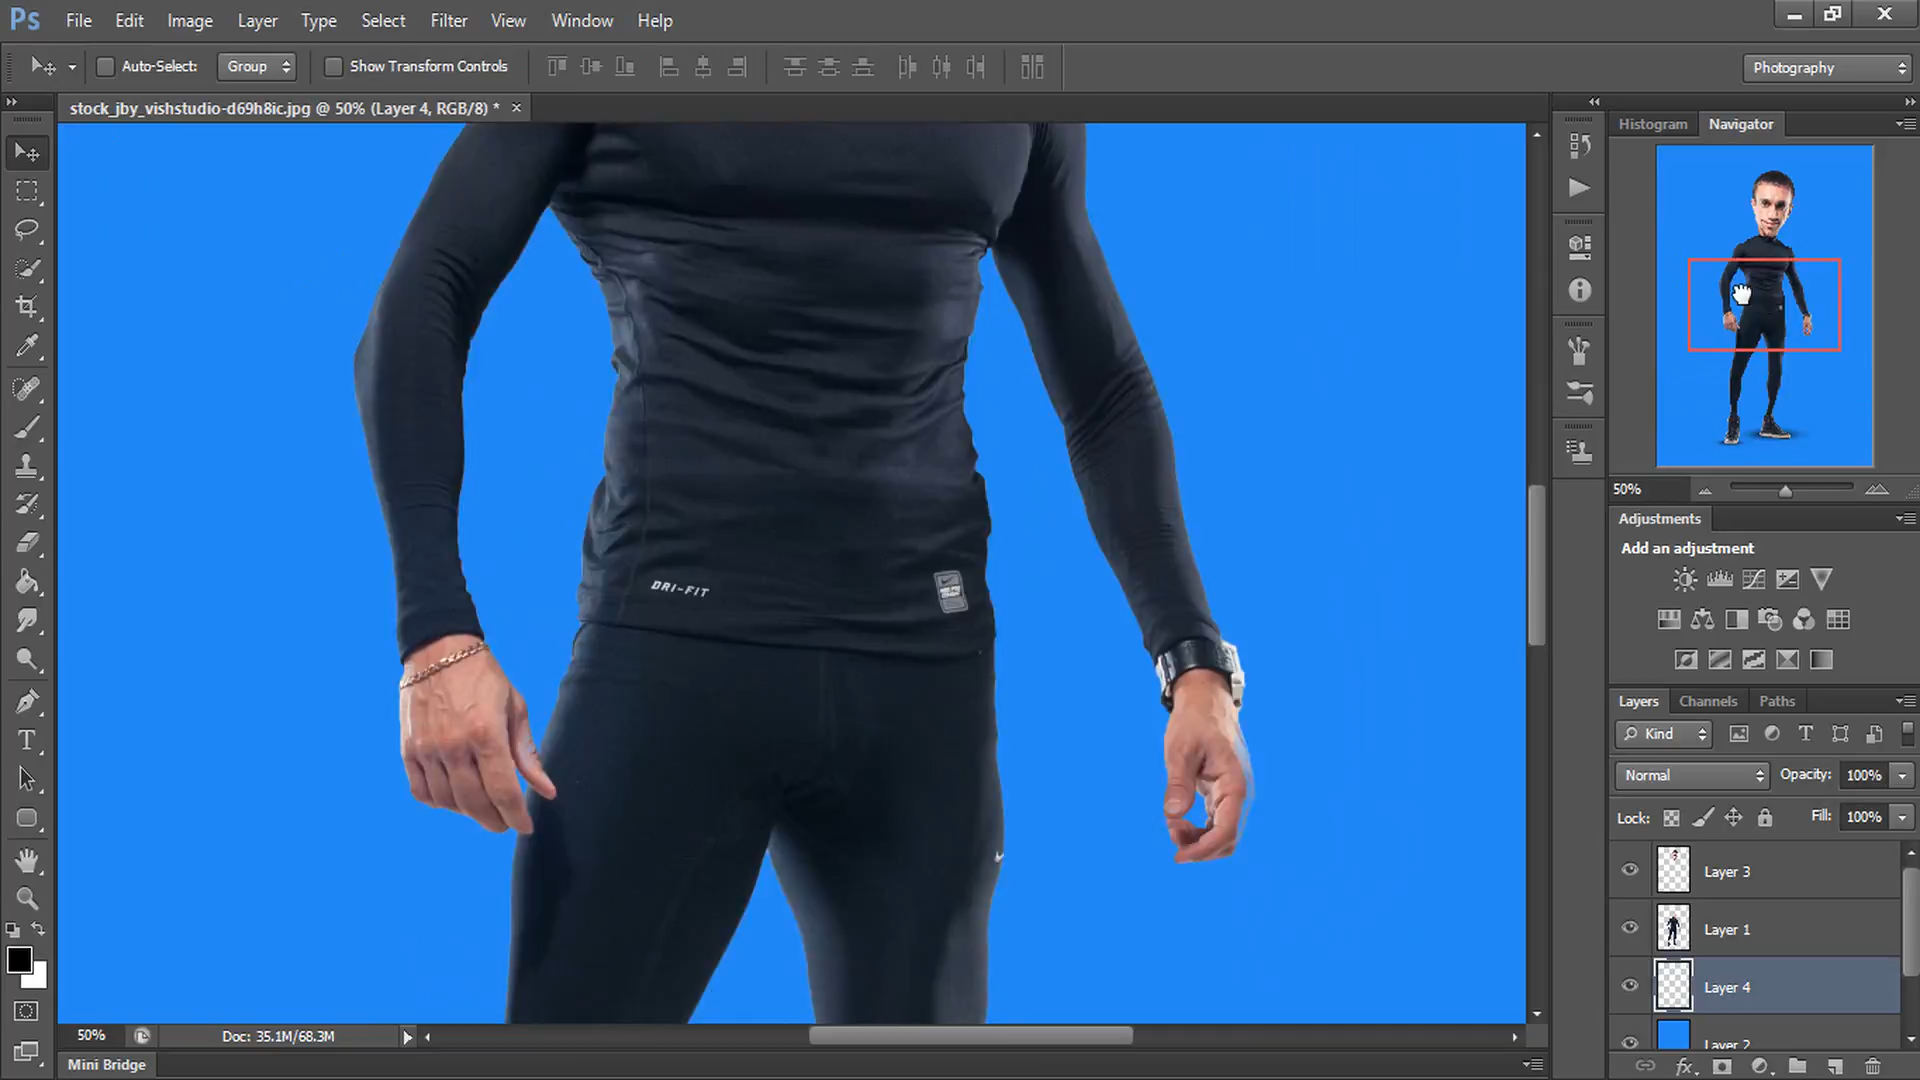 Ps File Edit Image Layer Type Select Filter View Window Help
Auto-Select: Group Show Transform Controls Photography
stock_jby_vishstudio-d69h8ic.jpg @ 50% (Layer 4, RGB/8) *
Histogram Navigator
50%
Adjustments
Add an adjustment
DRI-FIT
Layers Channels Paths
Kind
Normal Opacity: 100%
Lock: Fill: 100%
Layer 3
Layer 1
Layer 4
Layer 2
50% Doc: 35.1M/68.3M
Mini Bridge